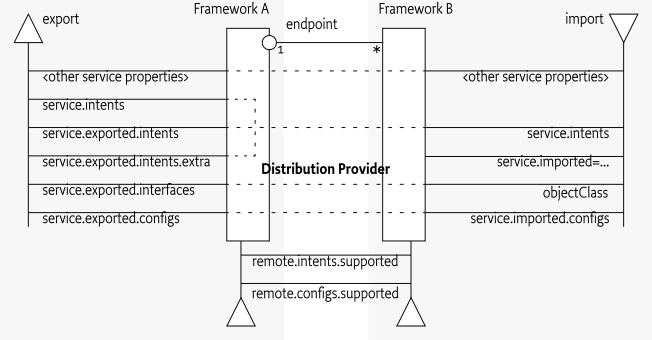 Framework A
Framework B
export
endpoint
import
1
*
<other service properties>
<other service properties>
service.intents
service.exported.intents
service.intents
service.exported.intents.extra
service.imported=...
Distribution Provider
service.exported.interfaces
objectClass
service.exported.configs
service.imported.configs
remote.intents.supported
remote.configs.supported